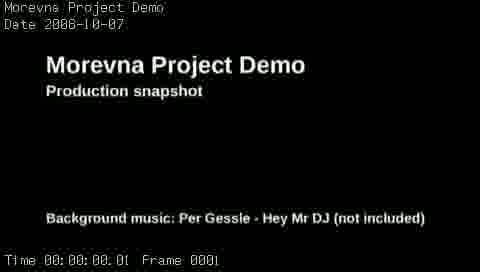 Morevna Project Demo
Date 2008-10-07
Morevna Project Demo
Production snapshot
Background music: Per Gessle - Hey Mr DJ (not included)
Time 00:00:00.01 Frame 0001